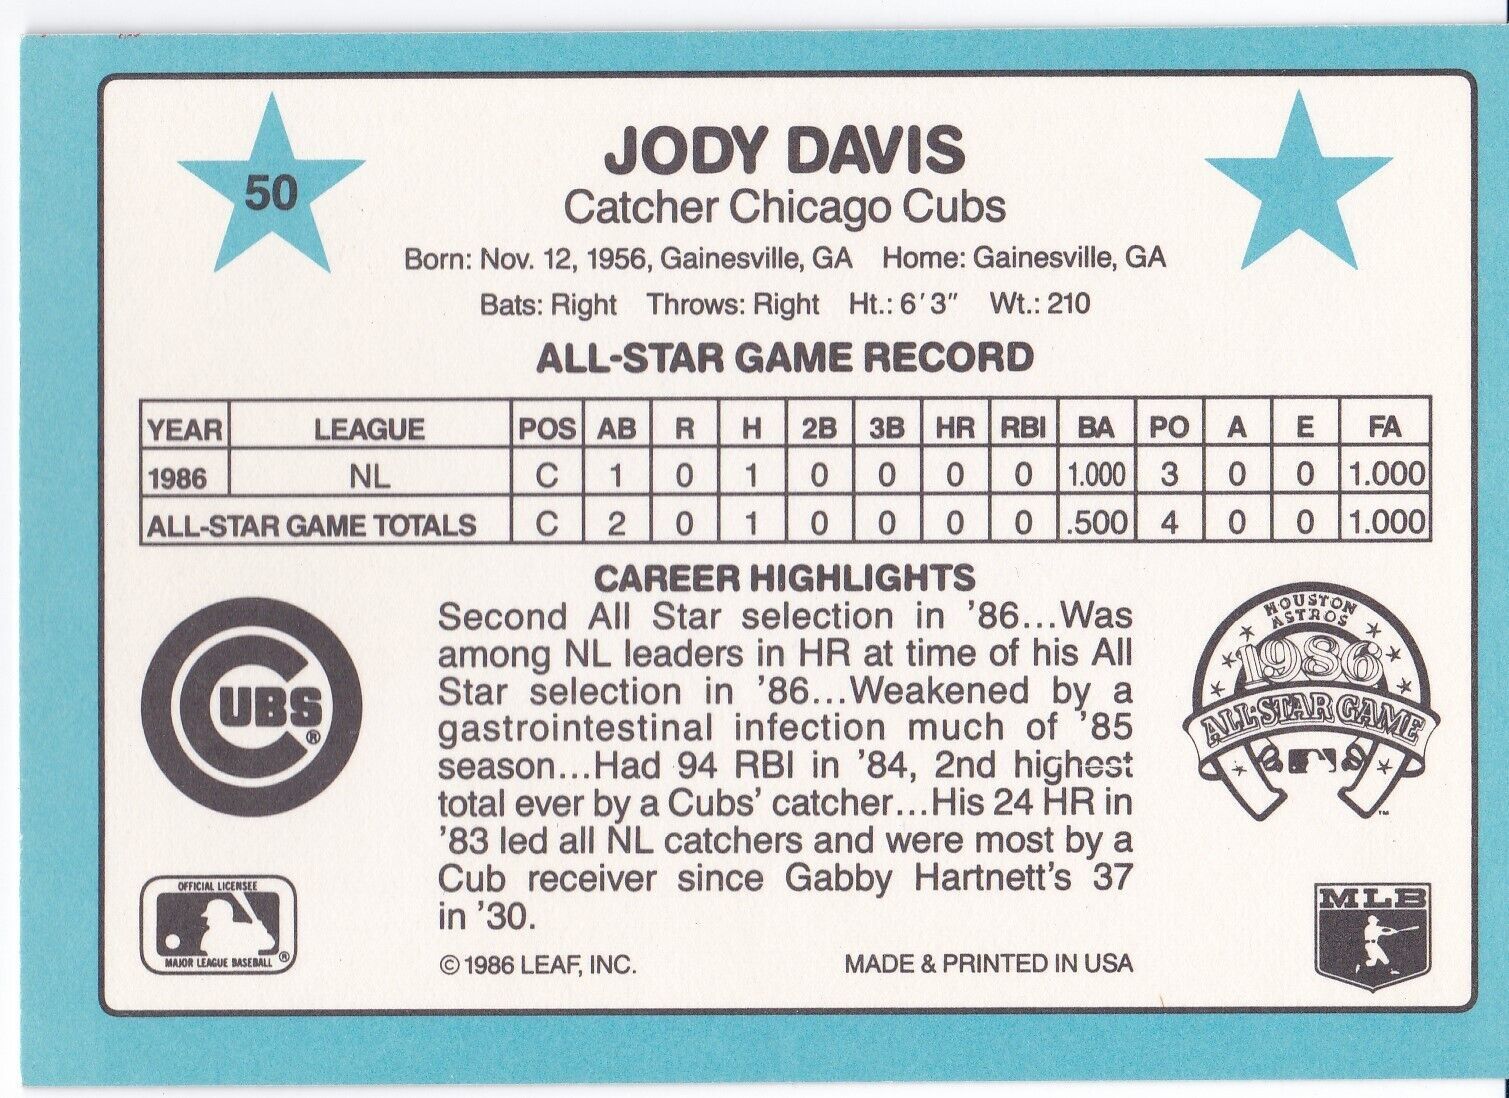 50
JODY DAVIS
Catcher Chicago Cubs
Born: Nov. 12, 1956, Gainesville, GA Home: Gainesville, GA
Bats: Right Throws: Right Ht.: 6'3" Wt.: 210
ALL-STAR GAME RECORD
YEAR LEAGUE POS AB R H 2B 3B HR RBI BA PO A E FA
1986 NL C 1 0 1 0 0 0 0 1.000 3 0 0 1.000
ALL-STAR GAME TOTALS C 2 0 1 0 0 0 0 .500 4 0 0 1.000
CAREER HIGHLIGHTS
Second All Star selection in '86...Was
among NL leaders in HR at time of his All
Star selection in '86...Weakened by a
gastrointestinal infection much of '85
season...Had 94 RBI in '84, 2nd highest
total ever by a Cubs' catcher...His 24 HR in
'83 led all NL catchers and were most by a
Cub receiver since Gabby Hartnett's 37
in '30.
© 1986 LEAF, INC. MADE & PRINTED IN USA
CUBS ®
OFFICIAL LICENSEE
MAJOR LEAGUE BASEBALL ®
HOUSTON
ASTROS
1986
ALL-STAR GAME
™
MLB